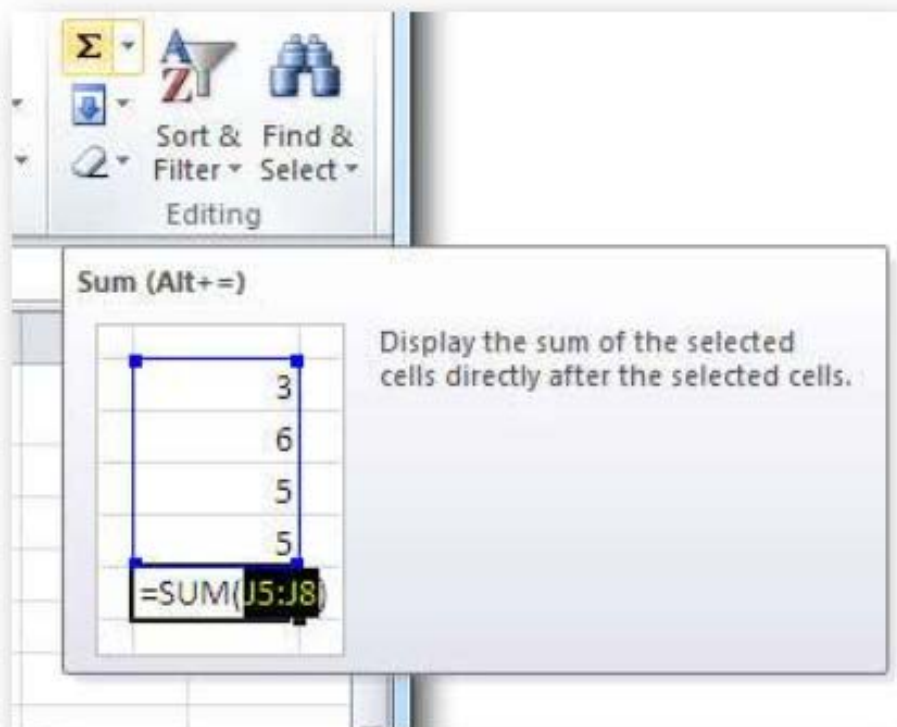 Σ
Sort & Find &
Filter Select
Editing
Sum (Alt+=)
Display the sum of the selected
cells directly after the selected cells.
3
6
5
5
=SUM(J5:J8)